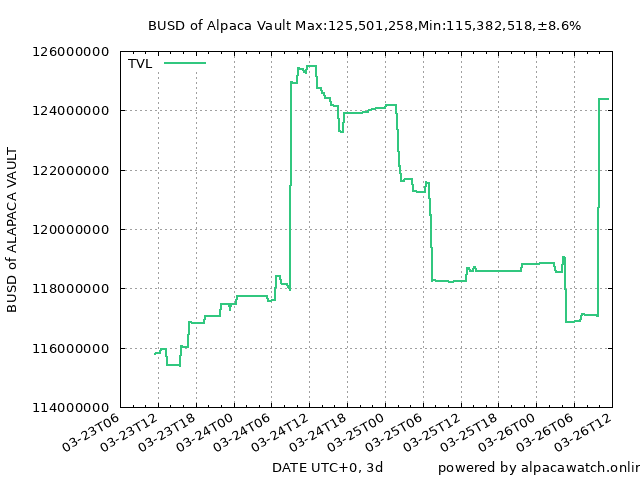 BUSD of Alpaca Vault Max:125,501,258,Min:115,382,518,±8.6%
126000000
TVL
124000000
122000000
120000000
118000000
116000000
114000000
BUSD of ALAPACA VAULT
03-23T06
03-23T12
03-23T18
03-24T00
03-24T06
03-24T12
03-24T18
03-25T00
03-25T06
03-25T12
03-25T18
03-26T00
03-26T06
03-26T12
DATE UTC+0, 3d
powered by alpacawatch.onlin